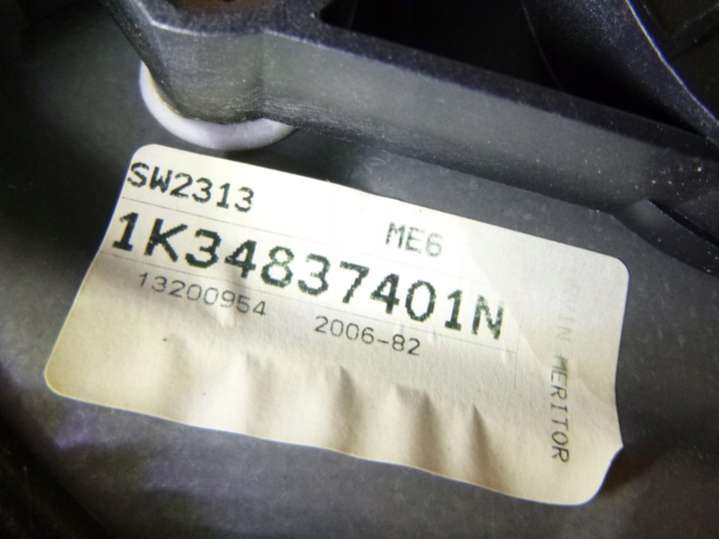 SW2313
ME6
1K34837401N
13200954
2006-82
MERITOR